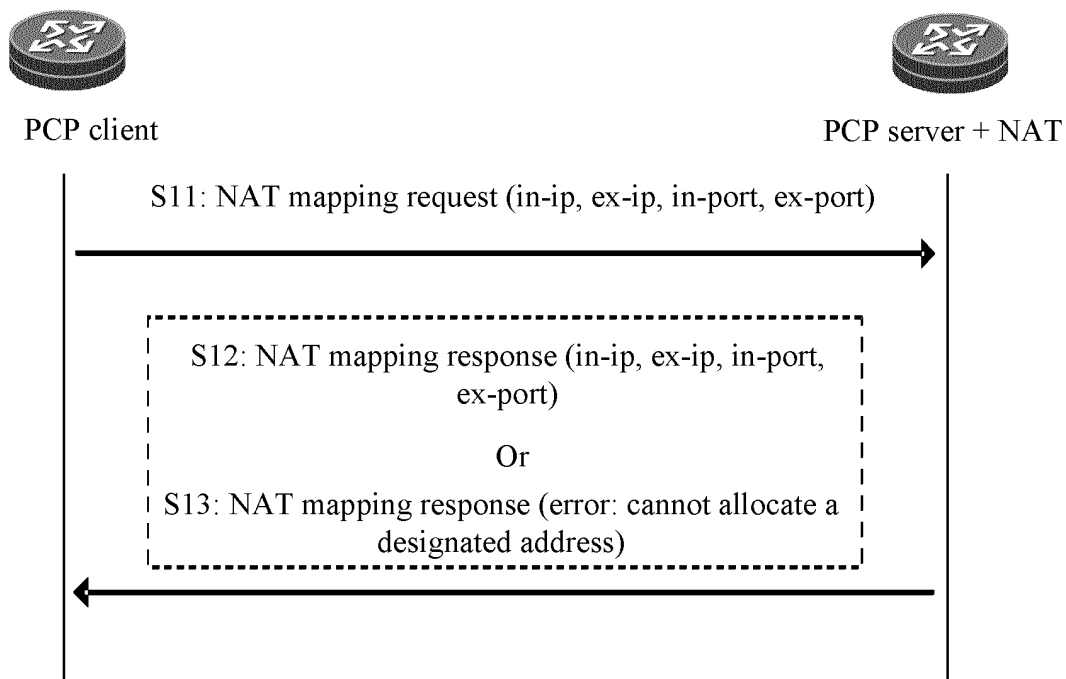 PCP client
PCP server + NAT
S11: NAT mapping request (in-ip, ex-ip, in-port, ex-port)
S12: NAT mapping response (in-ip, ex-ip, in-port,
ex-port)
Or
S13: NAT mapping response (error: cannot allocate a
designated address)